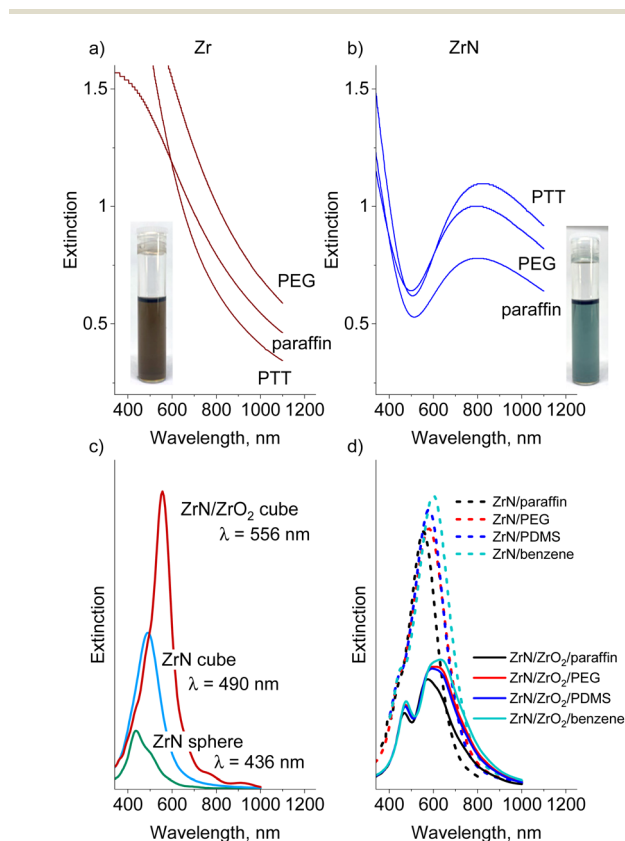 a) Zr
b) ZrN
1.5
1
0.5
Extinction
400 600 800 1000 1200
Wavelength, nm
PEG
paraffin
PTT
1.5
1
0.5
Extinction
400 600 800 1000 1200
Wavelength, nm
PTT
PEG
paraffin
c)
ZrN/ZrO₂ cube
λ = 556 nm
ZrN cube
λ = 490 nm
ZrN sphere
λ = 436 nm
Extinction
400 600 800 1000 1200
Wavelength, nm
d)
ZrN/paraffin
ZrN/PEG
ZrN/PDMS
ZrN/benzene
ZrN/ZrO₂/paraffin
ZrN/ZrO₂/PEG
ZrN/ZrO₂/PDMS
ZrN/ZrO₂/benzene
Extinction
400 600 800 1000 1200
Wavelength, nm